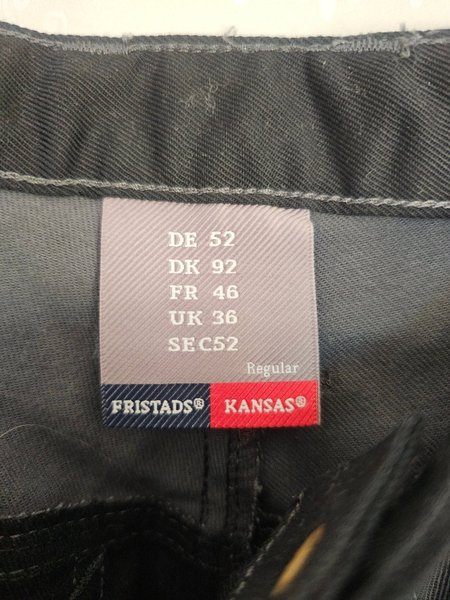 DE 52
DK 92
FR 46
UK 36
SE C52
Regular
FRISTADS® KANSAS®